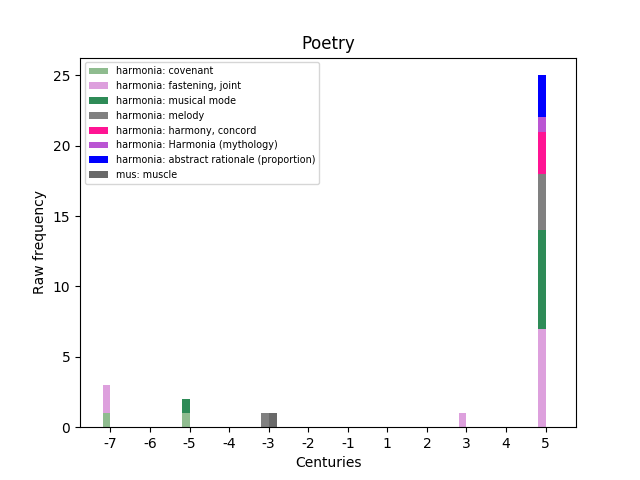 Poetry
harmonia: covenant
harmonia: fastening, joint
harmonia: musical mode
harmonia: melody
harmonia: harmony, concord
harmonia: Harmonia (mythology)
harmonia: abstract rationale (proportion)
mus: muscle
Raw frequency
25
20
15
10
5
0
-7 -6 -5 -4 -3 -2 -1 1 2 3 4 5
Centuries